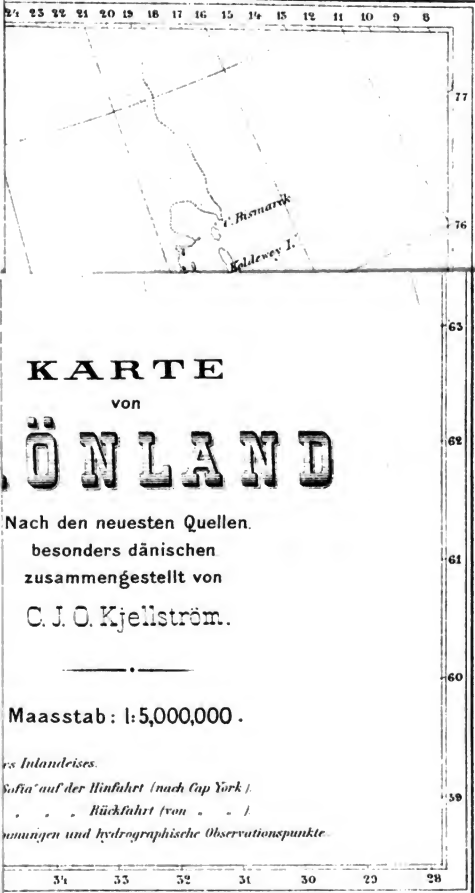 24 23 22 21 20 19 18 17 16 15 14 13 12 11 10 9 8
77
C. Bismarck
76
Koldewey I.
63
KARTE
von
62
ÖNLAND
Nach den neuesten Quellen
besonders dänischen
61
zusammengestellt von
C. J. O. Kjellström.
60
Maasstab: 1:5,000,000.
es Inlandeises.
Sofia" auf der Hinfahrt (nach Cap York)
59
" " " Rückfahrt (von " " )
und hydrographische Observationspunkte
34 33 32 31 30 29 28